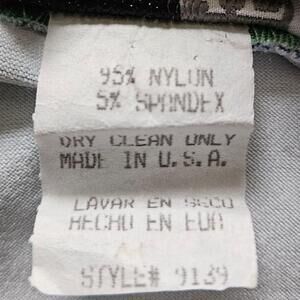 95% NYLON
5% SPANDEX
DRY CLEAN ONLY
MADE IN U.S.A.
LAVAR EN SECO
HECHO EN EUA
STYLE# 9139